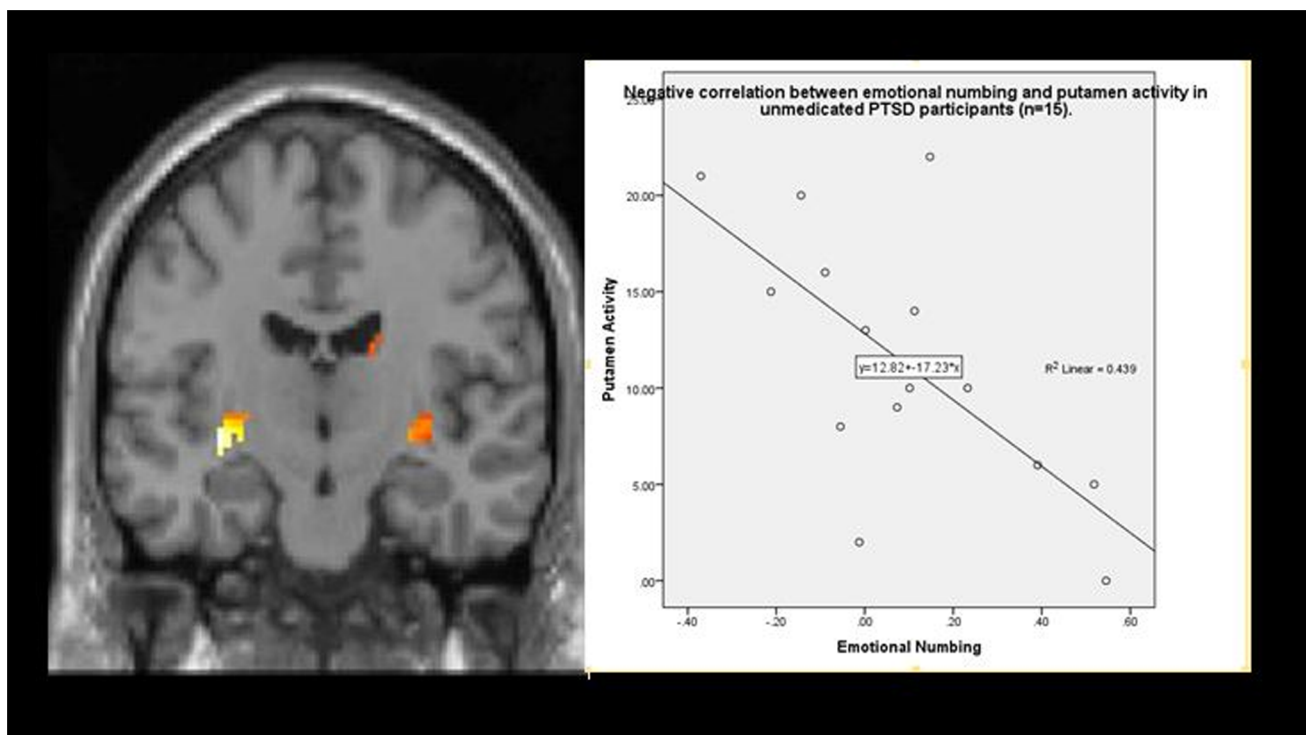 Negative correlation between emotional numbing and putamen activity in
unmedicated PTSD participants (n=15).
25.00
20.00
15.00
10.00
5.00
.00
Putamen Activity
y=12.82+-17.23*x
R2 Linear = 0.439
-.40
-.20
.00
.20
.40
.60
Emotional Numbing